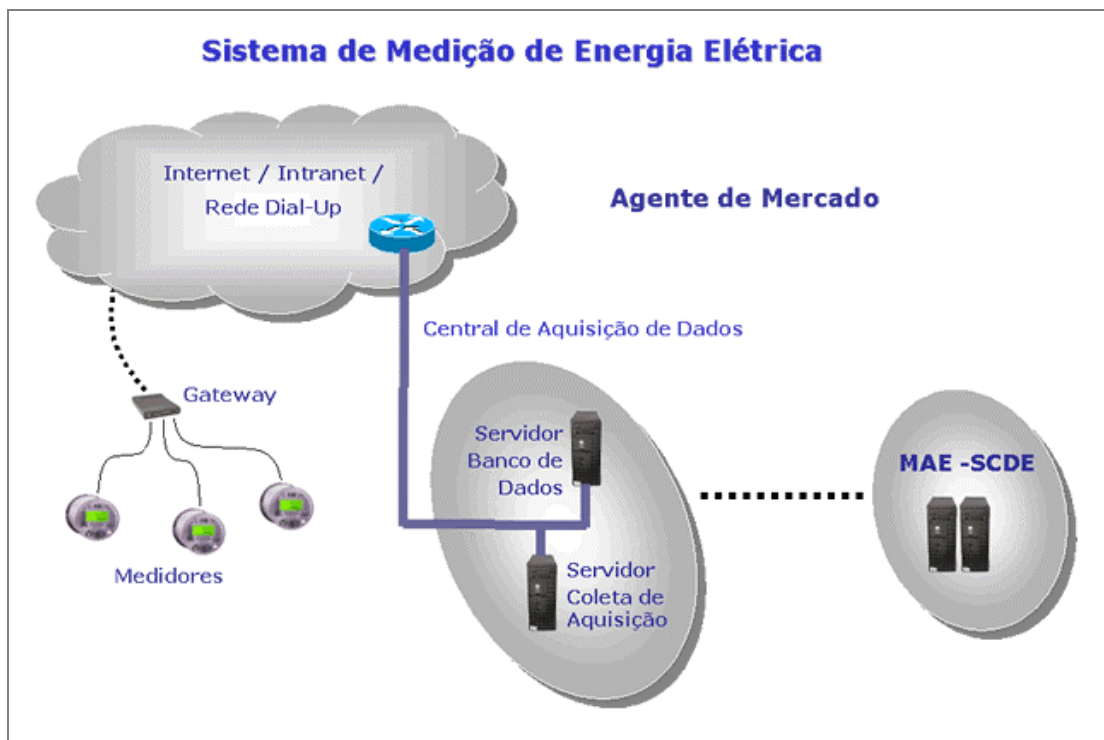 Sistema de Medição de Energia Elétrica
Internet / Intranet /
Rede Dial-Up
Agente de Mercado
Central de Aquisição de Dados
Gateway
Servidor
Banco de
Dados
MAE -SCDE
Medidores
Servidor
Coleta de
Aquisição